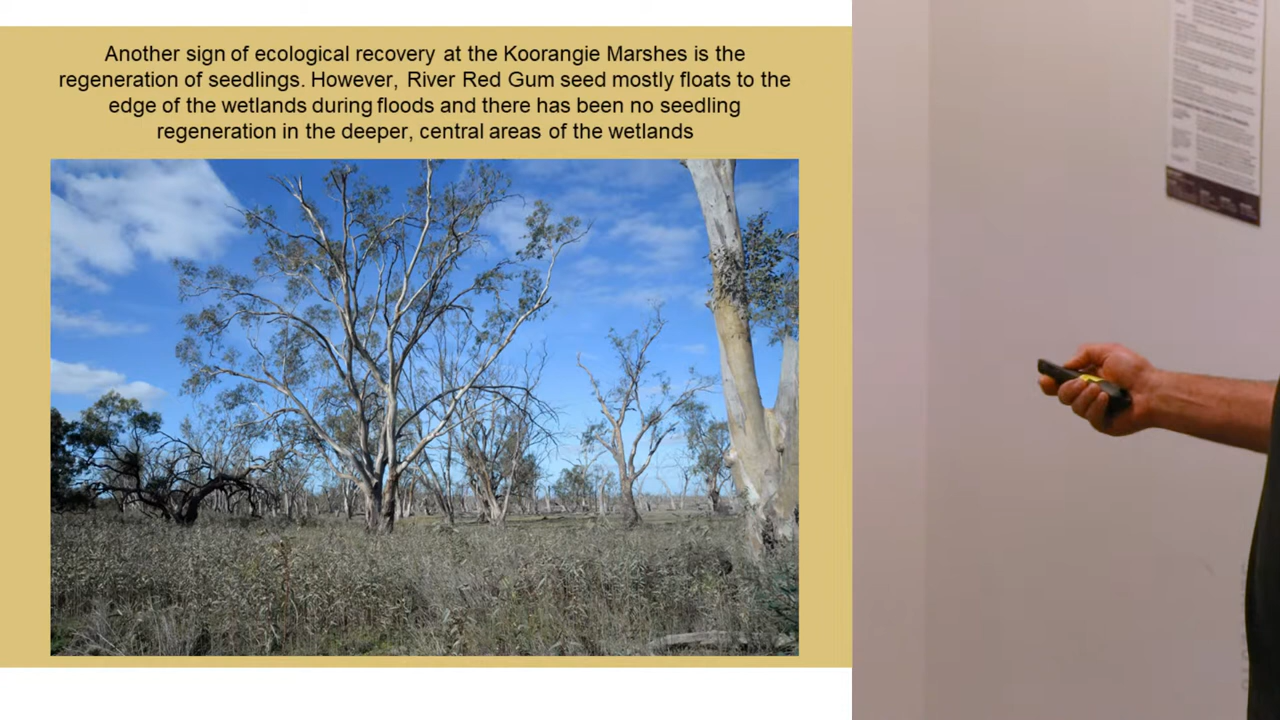 Another sign of ecological recovery at the Koorangie Marshes is the
regeneration of seedlings. However, River Red Gum seed mostly floats to the
edge of the wetlands during floods and there has been no seedling
regeneration in the deeper, central areas of the wetlands